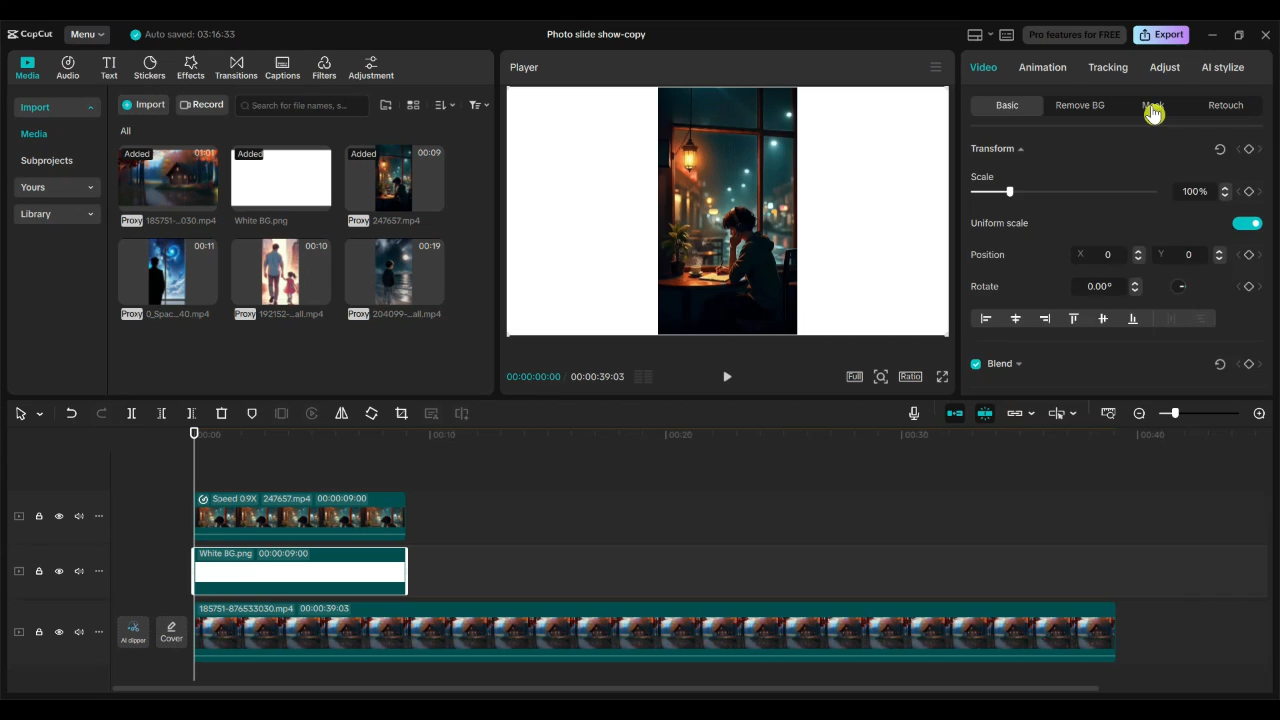 CapCut Menu Auto saved: 03:16:33 Photo slide show-copy Pro features for FREE Export
Media Audio Text Stickers Effects Transitions Captions Filters Adjustment
Import
Media
Subprojects
Yours
Library
Import Record Search for file names, s...
All
Added 01:01 Added Added 00:09
Proxy 185751-...030.mp4 White BG.png Proxy 247657.mp4
00:11 00:10 00:19
Proxy 0_Spac...40.mp4 Proxy 192152-...all.mp4 Proxy 204099-...all.mp4
Player
00:00:00:00 / 00:00:39:03 Full Ratio
Video Animation Tracking Adjust AI stylize
Basic Remove BG Retouch
Transform
Scale
100%
Uniform scale
Position X 0 Y 0
Rotate 0.00°
Blend
00:00 00:10 00:20 00:30 00:40
Speed 0.9X 247657.mp4 00:00:09:00
White BG.png 00:00:09:00
185751-876533030.mp4 00:00:39:03
AI clipper Cover